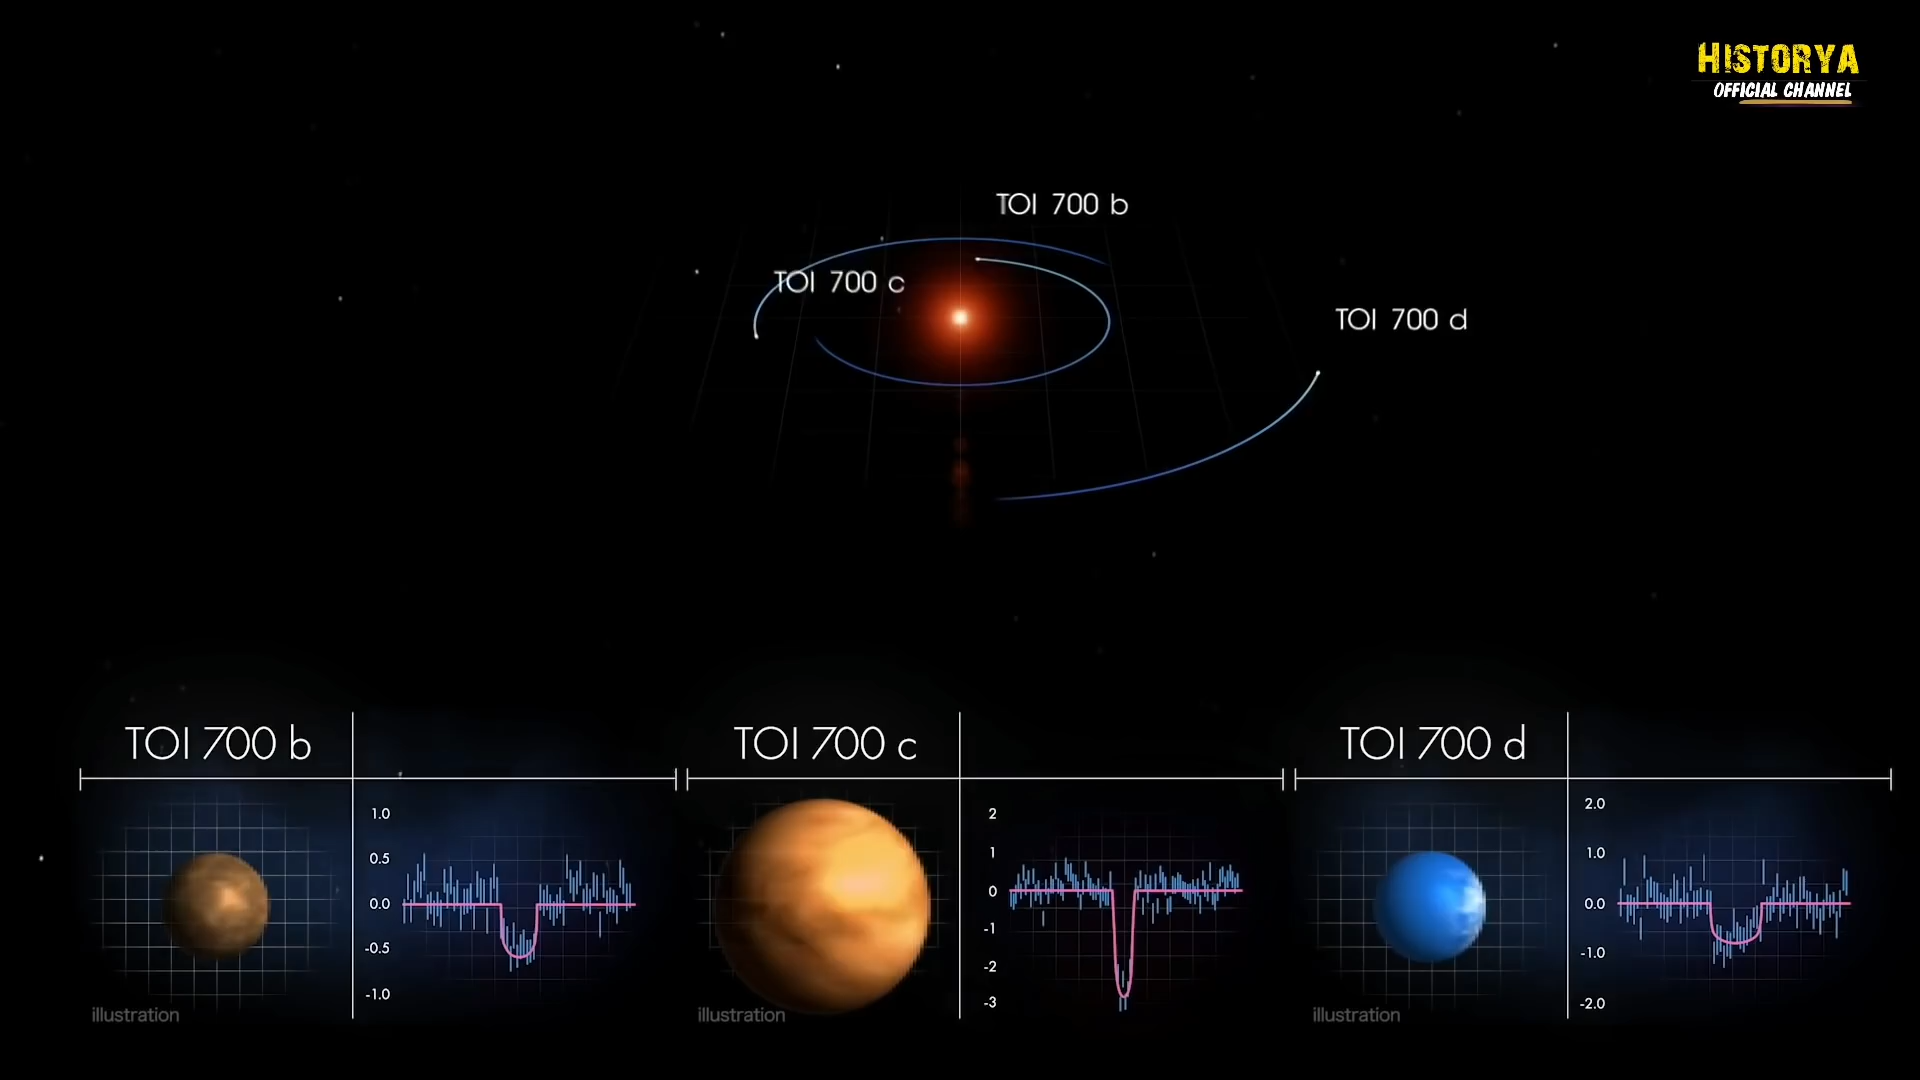 HISTORYA
OFFICIAL CHANNEL
TOI 700 b
TOI 700 c
TOI 700 d
TOI 700 b
1.0
0.5
0.0
-0.5
-1.0
illustration
TOI 700 c
2
1
0
-1
-2
-3
illustration
TOI 700 d
2.0
1.0
0.0
-1.0
-2.0
illustration